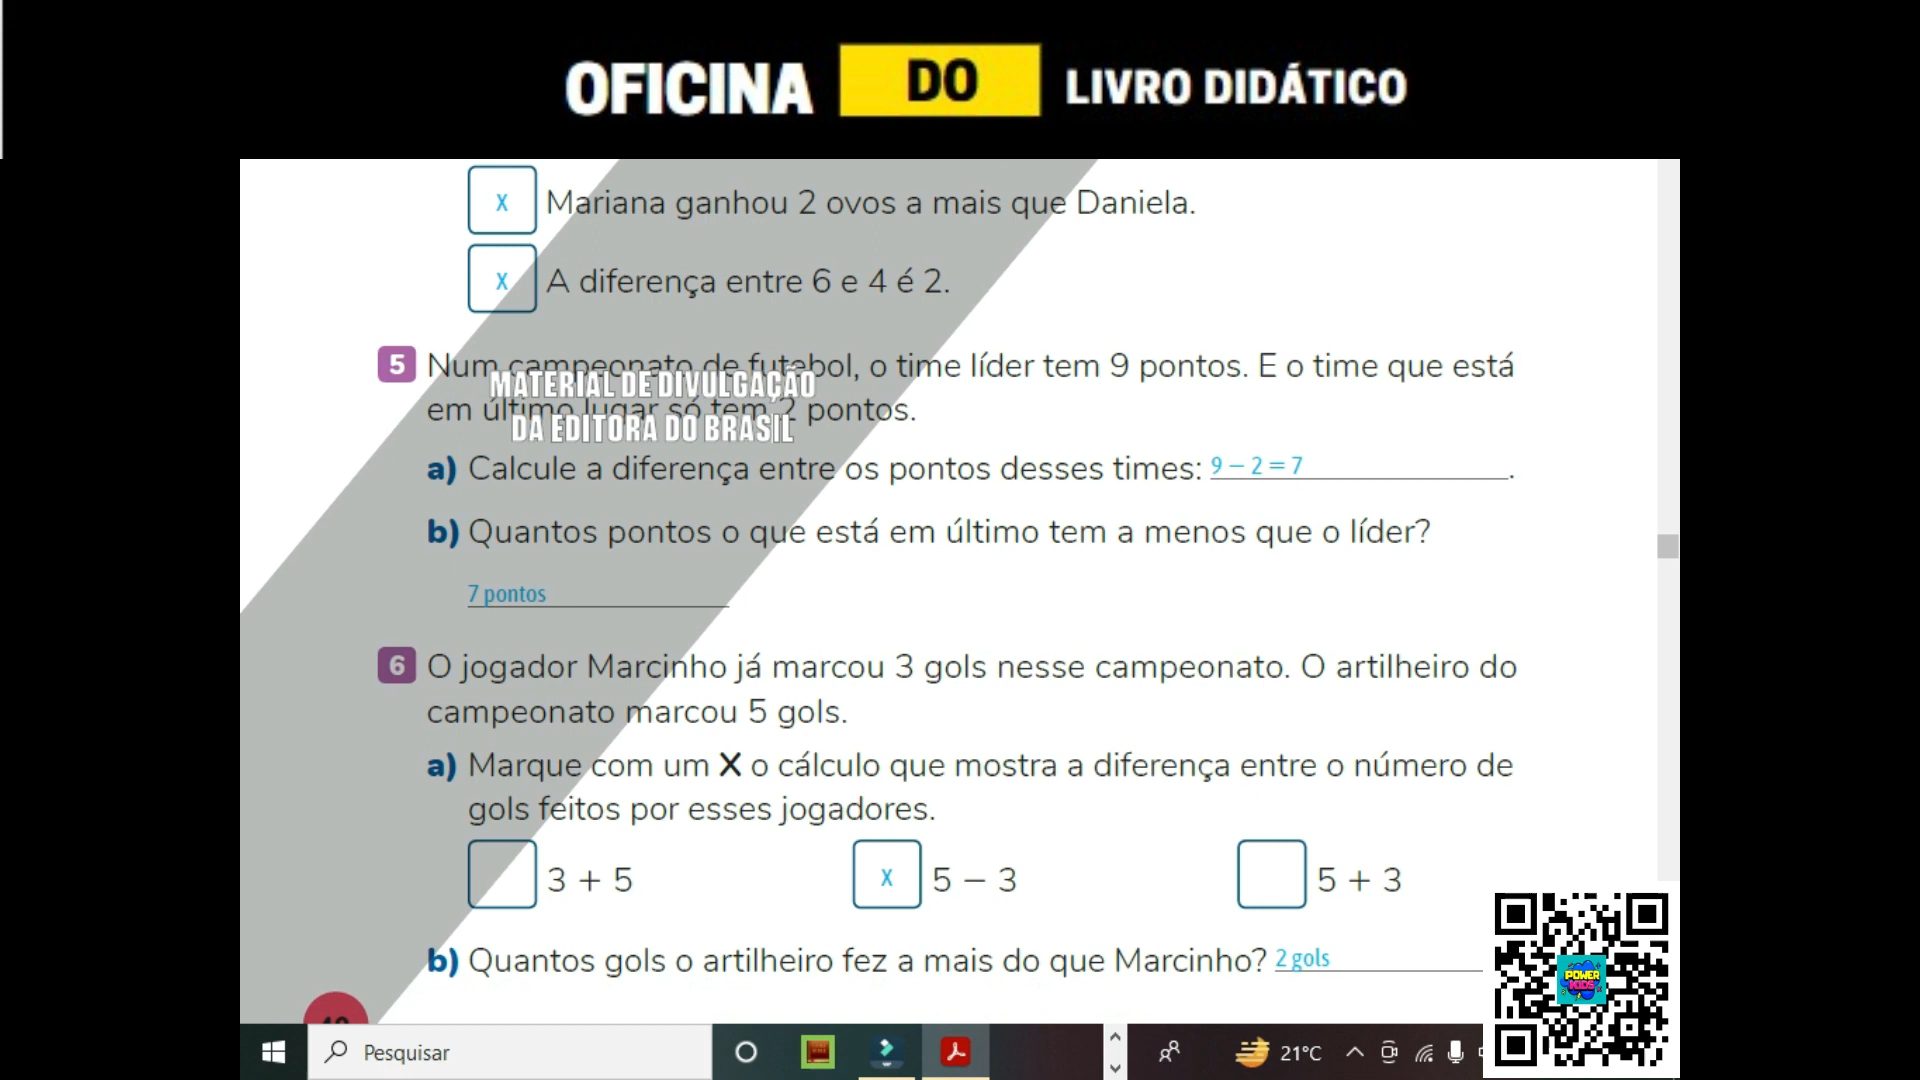 OFICINA DO LIVRO DIDÁTICO
x Mariana ganhou 2 ovos a mais que Daniela.
x A diferença entre 6 e 4 é 2.
5 Num campeonato de futebol, o time líder tem 9 pontos. E o time que está
em último lugar só tem 2 pontos.
MATERIAL DE DIVULGAÇÃO
DA EDITORA DO BRASIL
a) Calcule a diferença entre os pontos desses times: 9 – 2 = 7.
b) Quantos pontos o que está em último tem a menos que o líder?
7 pontos
6 O jogador Marcinho já marcou 3 gols nesse campeonato. O artilheiro do
campeonato marcou 5 gols.
a) Marque com um X o cálculo que mostra a diferença entre o número de
gols feitos por esses jogadores.
3 + 5 x 5 – 3 5 + 3
b) Quantos gols o artilheiro fez a mais do que Marcinho? 2 gols
POWER
KIDS
Pesquisar 21°C